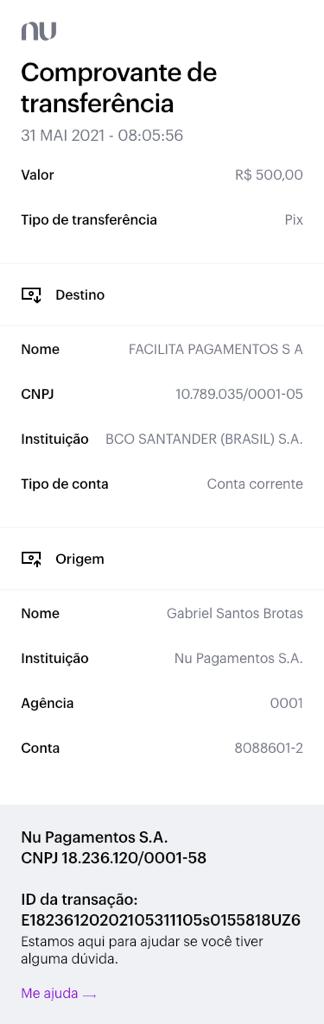 nu
Comprovante de
transferência
31 MAI 2021 - 08:05:56
Valor R$ 500,00
Tipo de transferência Pix
Destino
Nome FACILITA PAGAMENTOS S A
CNPJ 10.789.035/0001-05
Instituição BCO SANTANDER (BRASIL) S.A.
Tipo de conta Conta corrente
Origem
Nome Gabriel Santos Brotas
Instituição Nu Pagamentos S.A.
Agência 0001
Conta 8088601-2
Nu Pagamentos S.A.
CNPJ 18.236.120/0001-58
ID da transação:
E18236120202105311105s0155818UZ6
Estamos aqui para ajudar se você tiver
alguma dúvida.
Me ajuda →